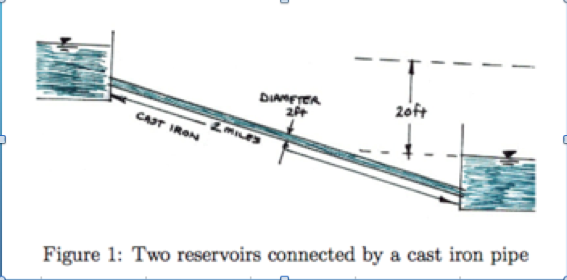 DIAMETER
2ft
20ft
CAST IRON
2 MILES
Figure 1: Two reservoirs connected by a cast iron pipe